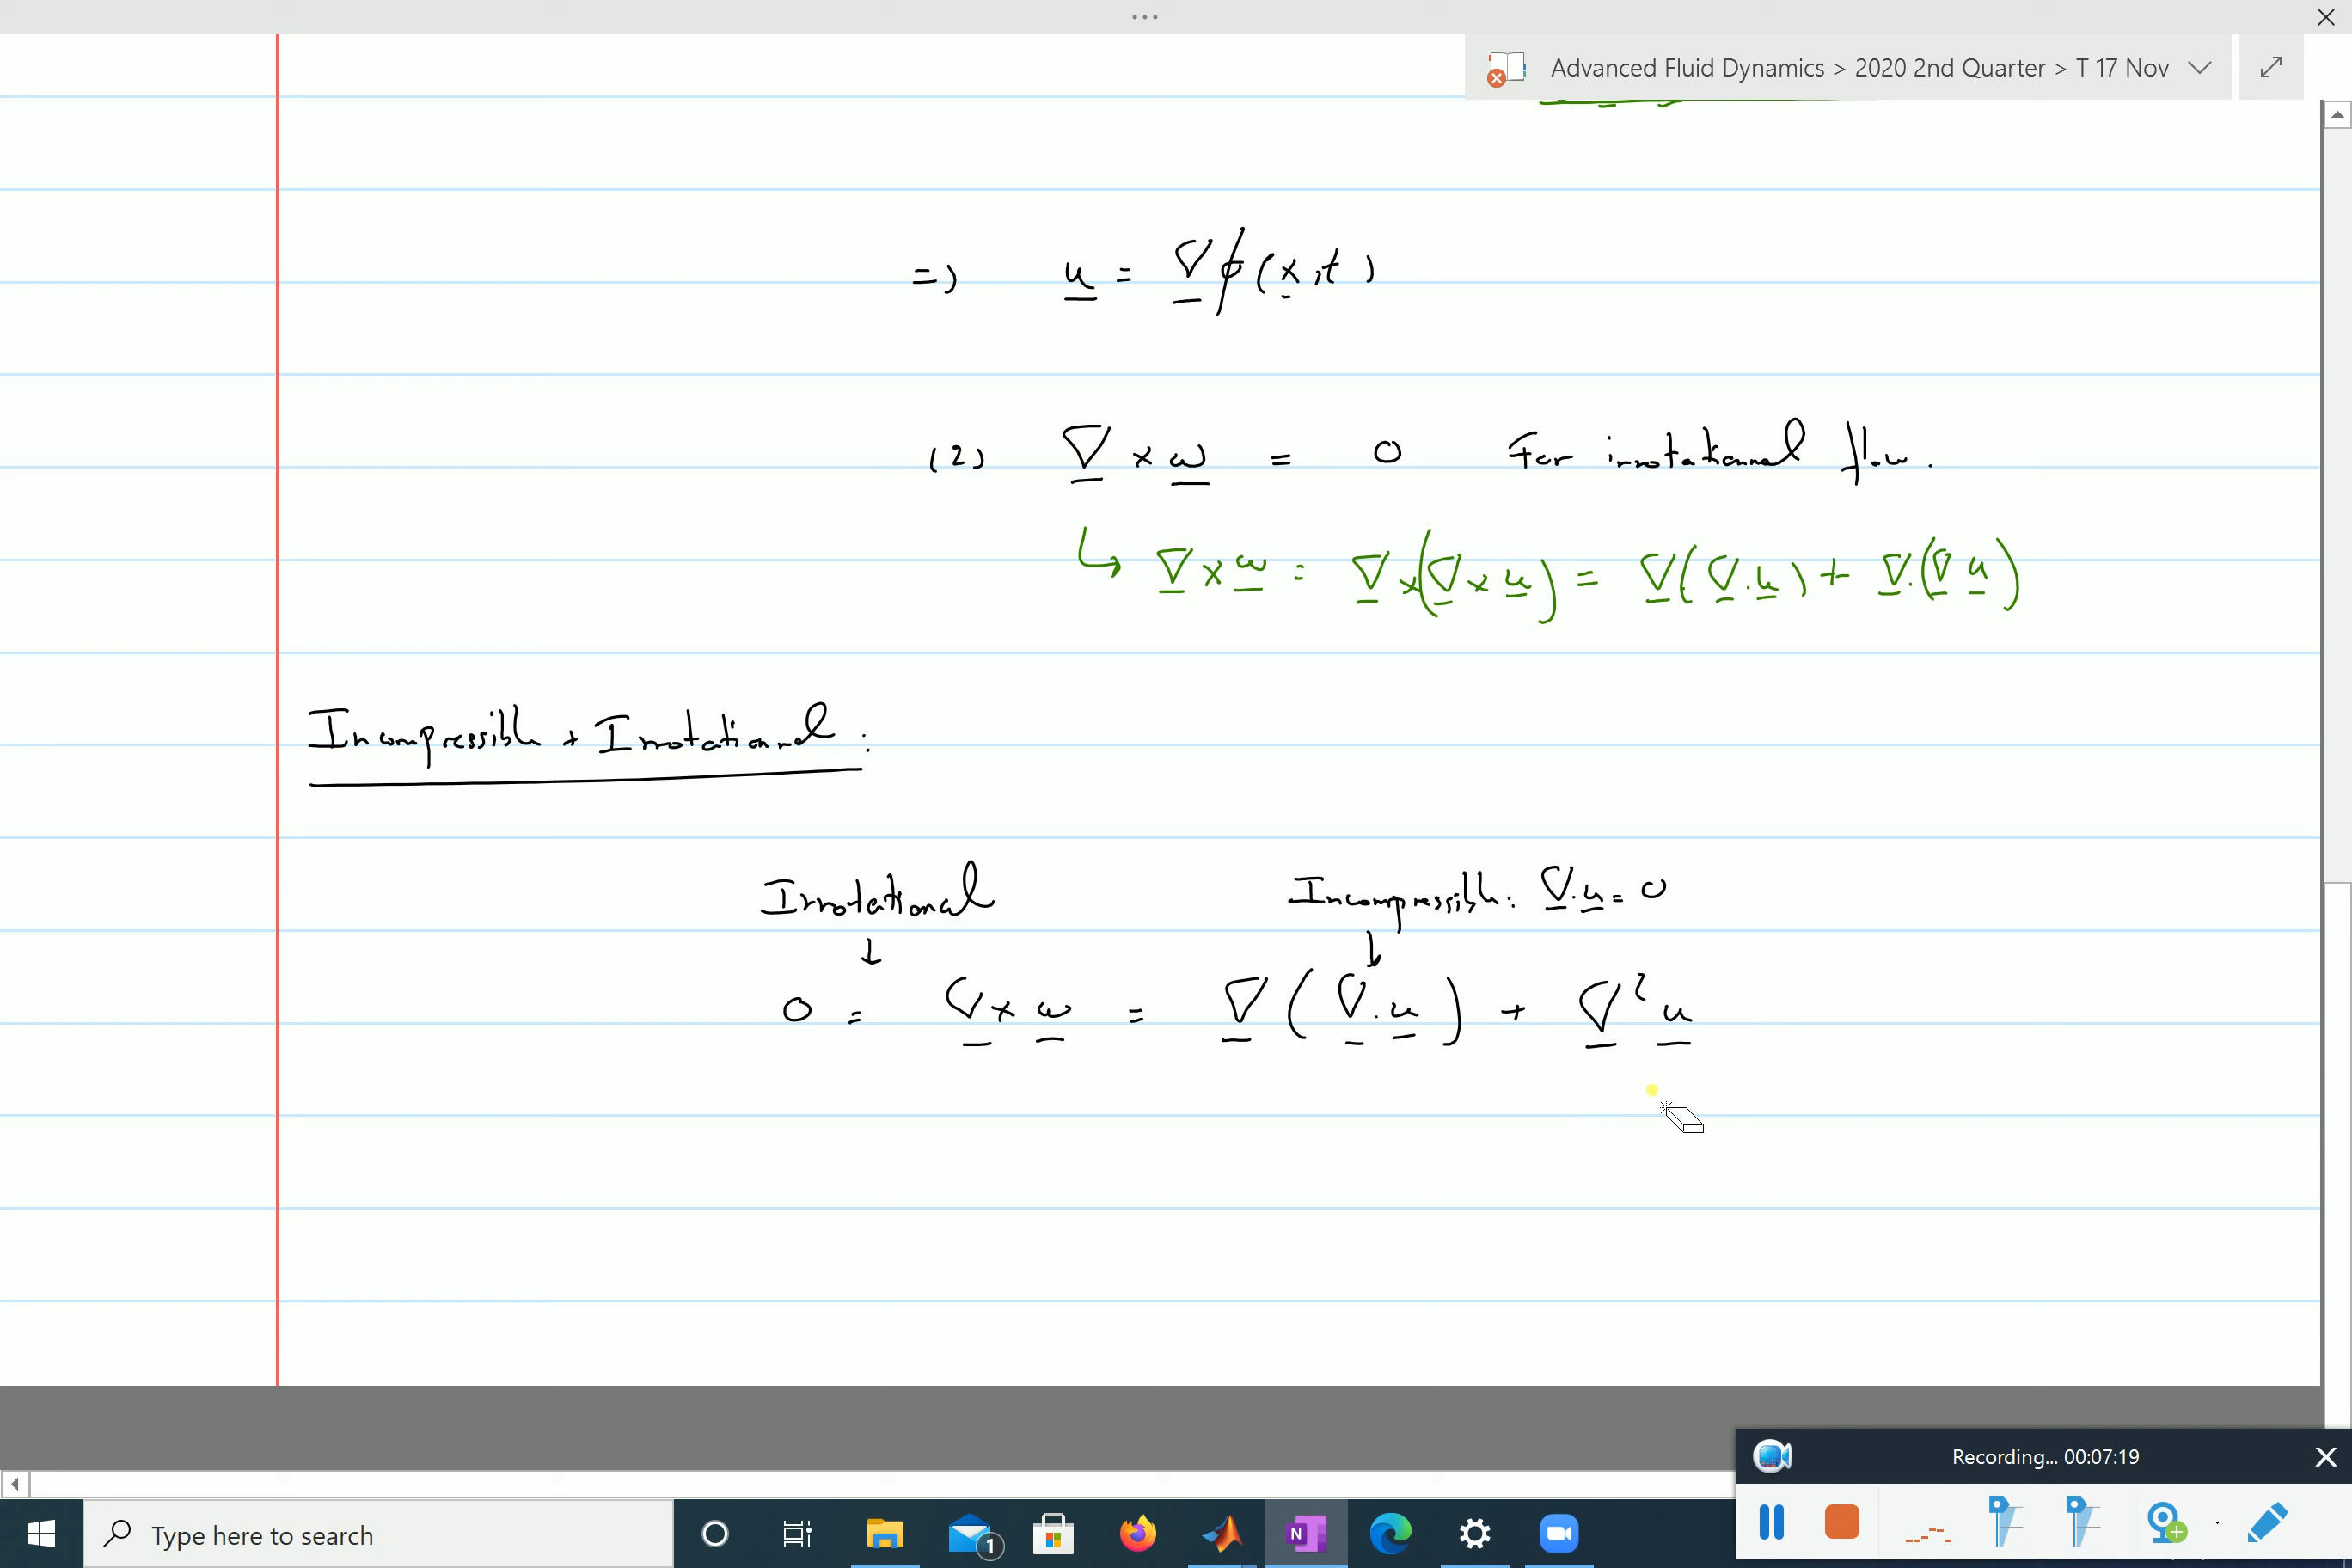 Advanced Fluid Dynamics > 2020 2nd Quarter > T 17 Nov
=> u = ∇ϕ(x,t)
(2) ∇ × ω = 0 For irrotational flow.
↳ ∇×ω = ∇×(∇×u) = ∇(∇.u) + ∇.(∇u)
Incompressible + Irrotational :
Irrotational Incompressible: ∇.u = 0
↓ ↓
0 = ∇×ω = ∇(∇.u) + ∇²u
Recording... 00:07:19
Type here to search
1
N